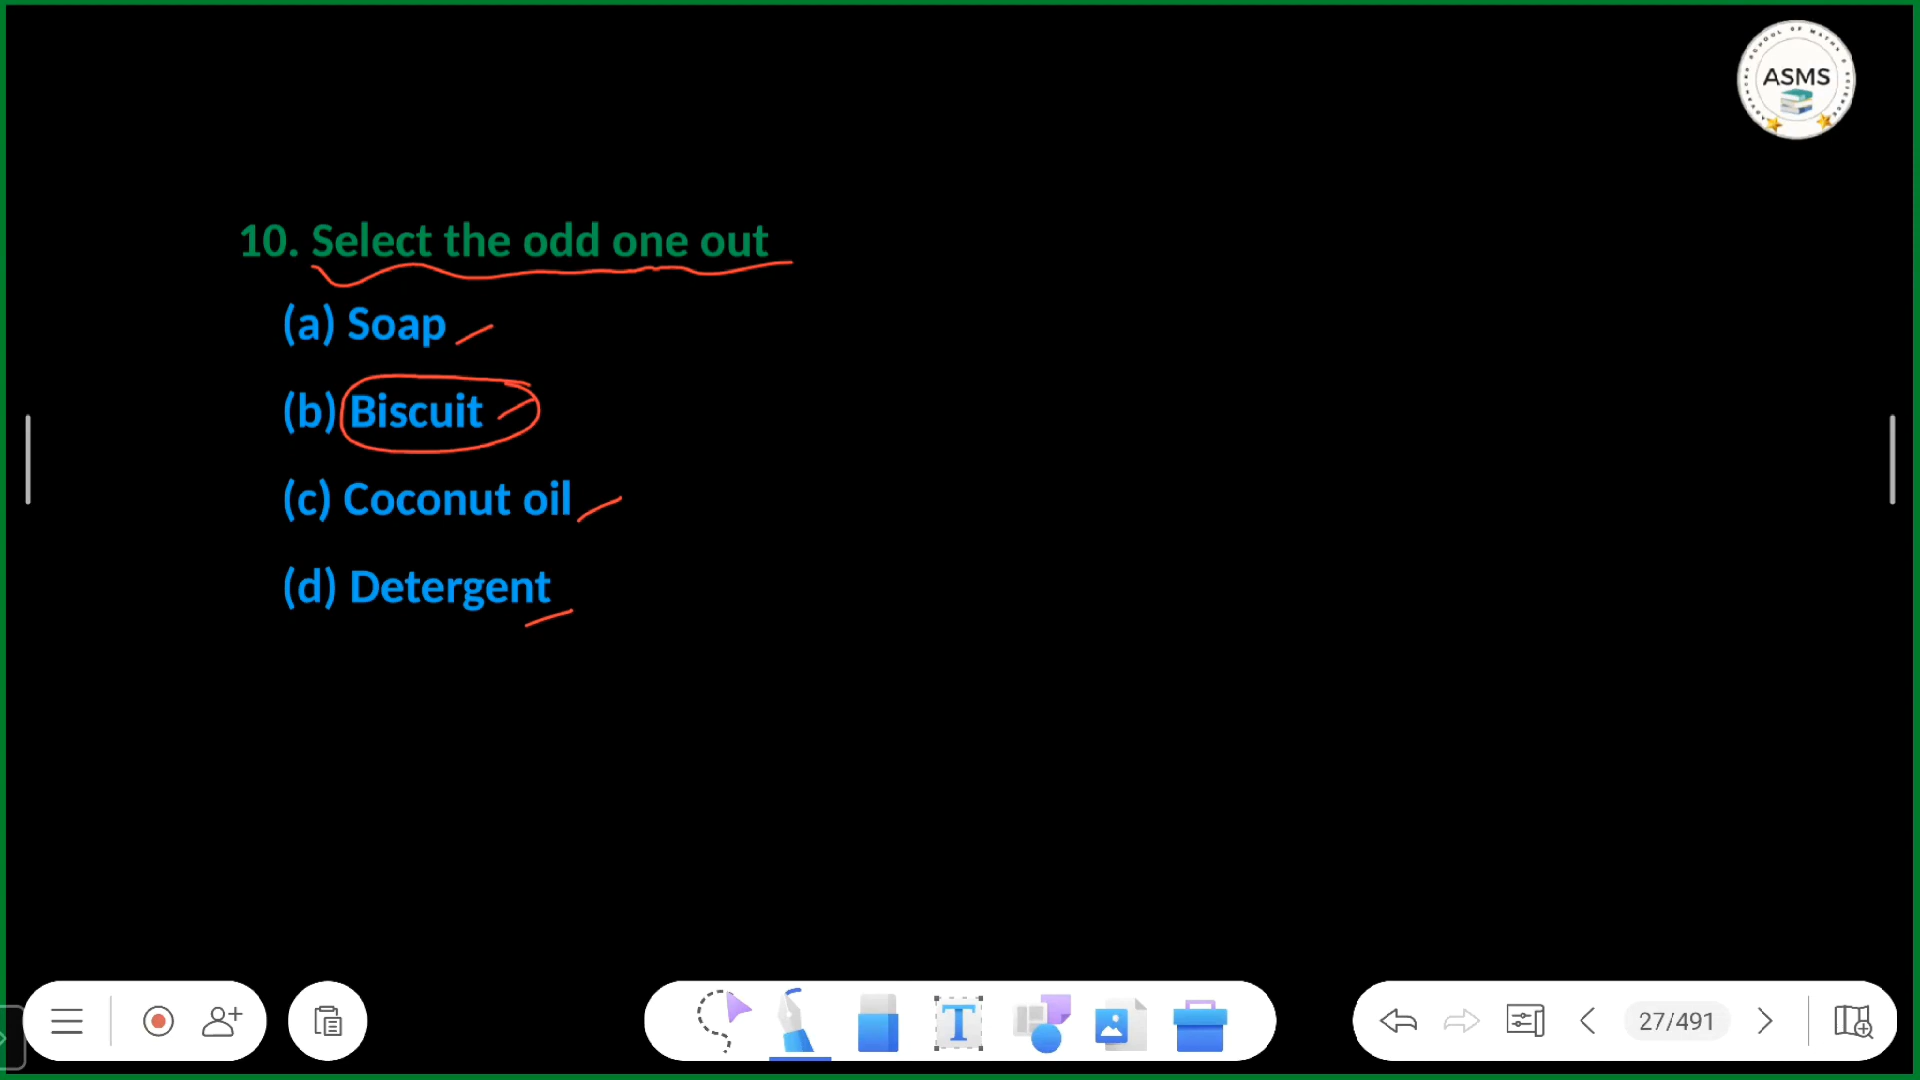 ASMS
10. Select the odd one out
(a) Soap
(b) Biscuit
(c) Coconut oil
(d) Detergent
27/491